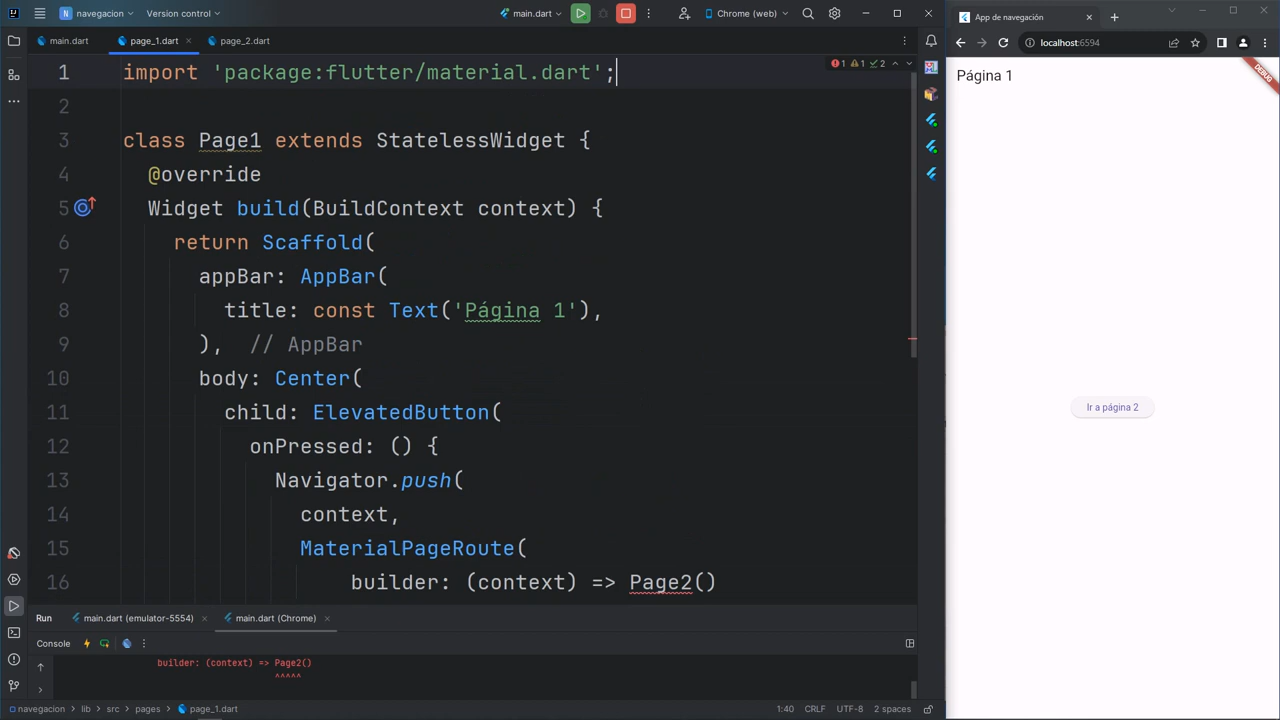 navegacion
Version control
main.dart
Chrome (web)
App de navegación
main.dart
page_1.dart
page_2.dart
localhost:6594
1
import 'package:flutter/material.dart';
1
1
2
Página 1
DEBUG
2
3
class Page1 extends StatelessWidget {
4
@override
5
Widget build(BuildContext context) {
6
return Scaffold(
7
appBar: AppBar(
8
title: const Text('Página 1'),
9
), // AppBar
10
body: Center(
11
child: ElevatedButton(
Ir a página 2
12
onPressed: () {
13
Navigator.push(
14
context,
15
MaterialPageRoute(
16
builder: (context) => Page2()
Run
main.dart (emulator-5554)
main.dart (Chrome)
Console
builder: (context) => Page2()
^^^^^
navegacion > lib > src > pages > page_1.dart
1:40
CRLF
UTF-8
2 spaces